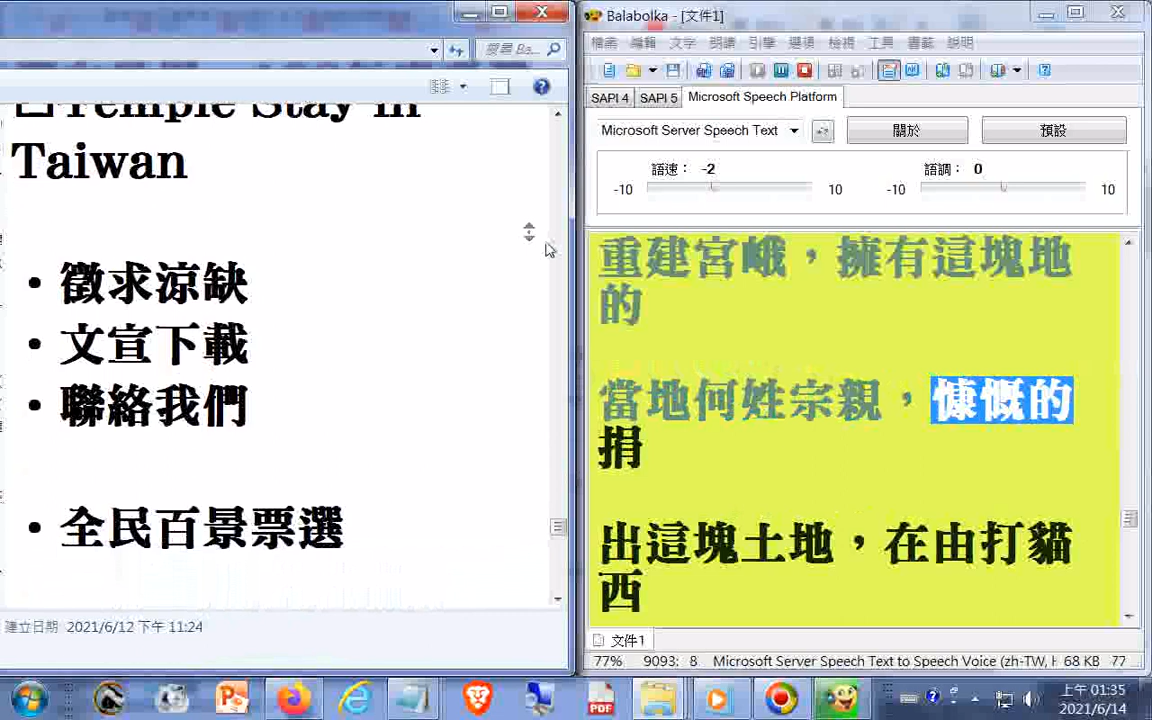 Temple Stay in
Taiwan
• 徵求涼缺
• 文宣下載
• 聯絡我們
• 全民百景票選
建立日期 2021/6/12 下午 11:24
搜尋 Ba...
Balabolka - [文件1]
檔案 編輯 文字 朗讀 引擎 選項 檢視 工具 書籤 說明
SAPI 4 SAPI 5 Microsoft Speech Platform
Microsoft Server Speech Text 關於 預設
語速： -2 語調： 0
-10 10 -10 10
重建宮峨，擁有這塊地
的
當地何姓宗親，慷慨的
捐
出這塊土地，在由打貓
西
文件1
77% 9093: 8 Microsoft Server Speech Text to Speech Voice (zh-TW, H 68 KB 77
上午 01:35
2021/6/14